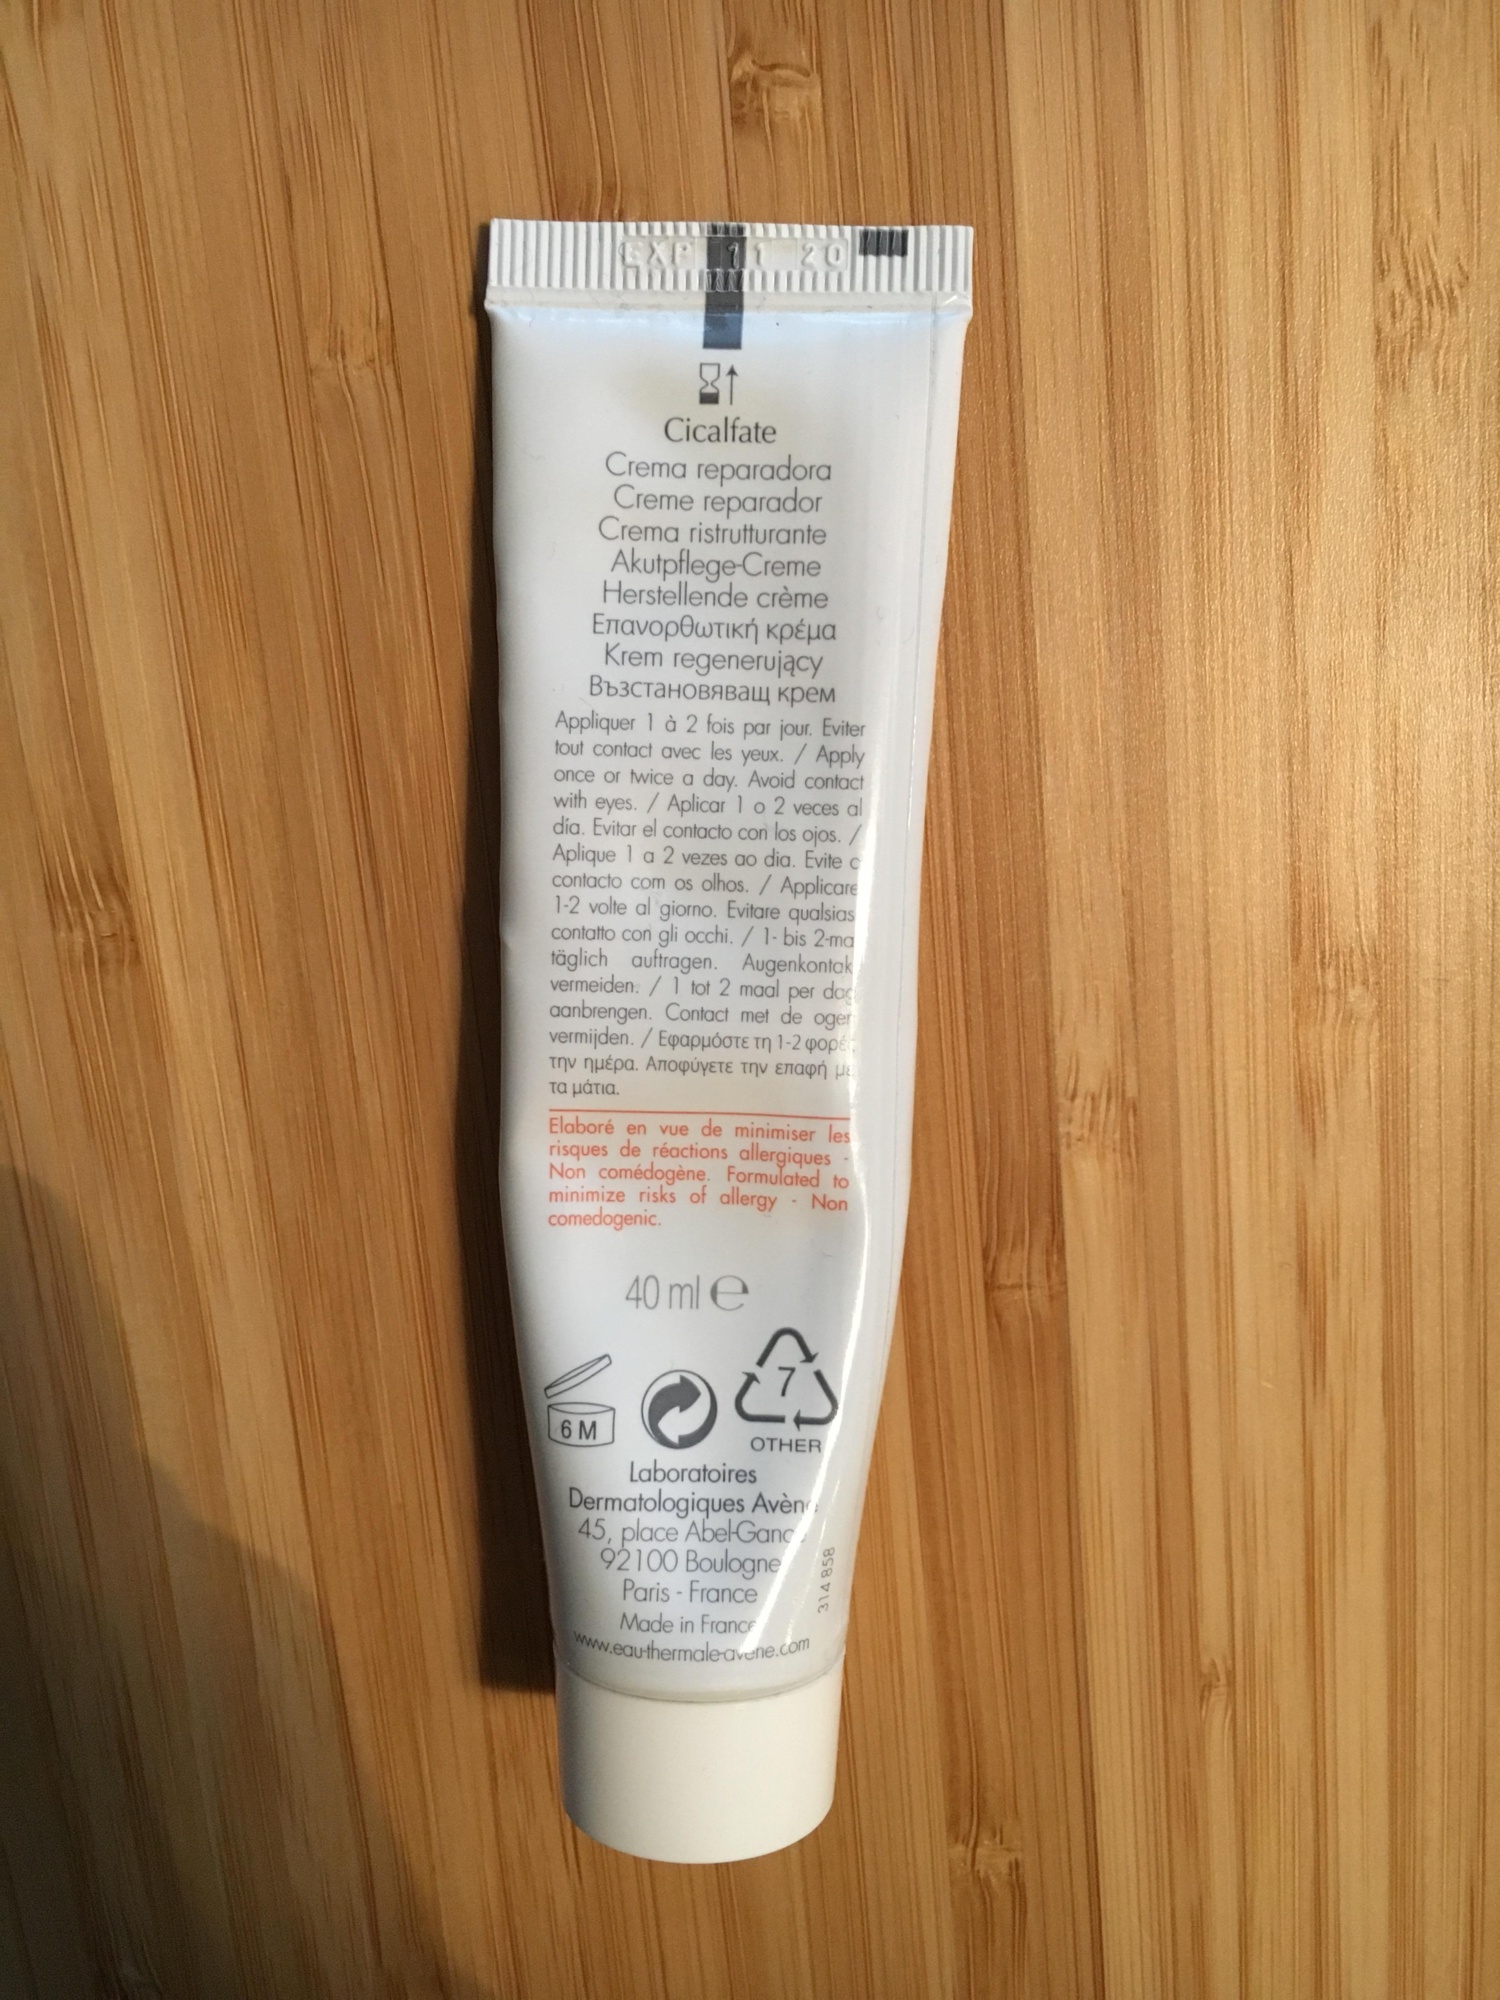 EXP 11 20
Cicalfate
Crema reparadora
Creme reparador
Crema ristrutturante
Akutpflege-Creme
Herstellende crème
Επανορθωτική κρέμα
Krem regenerujący
Възстановяващ крем
Appliquer 1 à 2 fois par jour. Eviter
tout contact avec les yeux. / Apply
once or twice a day. Avoid contact
with eyes. / Aplicar 1 o 2 veces al
día. Evitar el contacto con los ojos. /
Aplique 1 a 2 vezes ao dia. Evite o
contacto com os olhos. / Applicare
1-2 volte al giorno. Evitare qualsias
contatto con gli occhi. / 1- bis 2-ma
täglich auftragen. Augenkontak
vermeiden. / 1 tot 2 maal per dag
aanbrengen. Contact met de ogen
vermijden. / Εφαρμόστε τη 1-2 φορές
την ημέρα. Αποφύγετε την επαφή με
τα μάτια.
Elaboré en vue de minimiser les
risques de réactions allergiques -
Non comédogène. Formulated to
minimize risks of allergy - Non
comedogenic.
40 ml e
7
6 M
OTHER
Laboratoires
Dermatologiques Avène
45, place Abel-Gance
92100 Boulogne
Paris - France
Made in France
www.eau-thermale-avene.com
314858